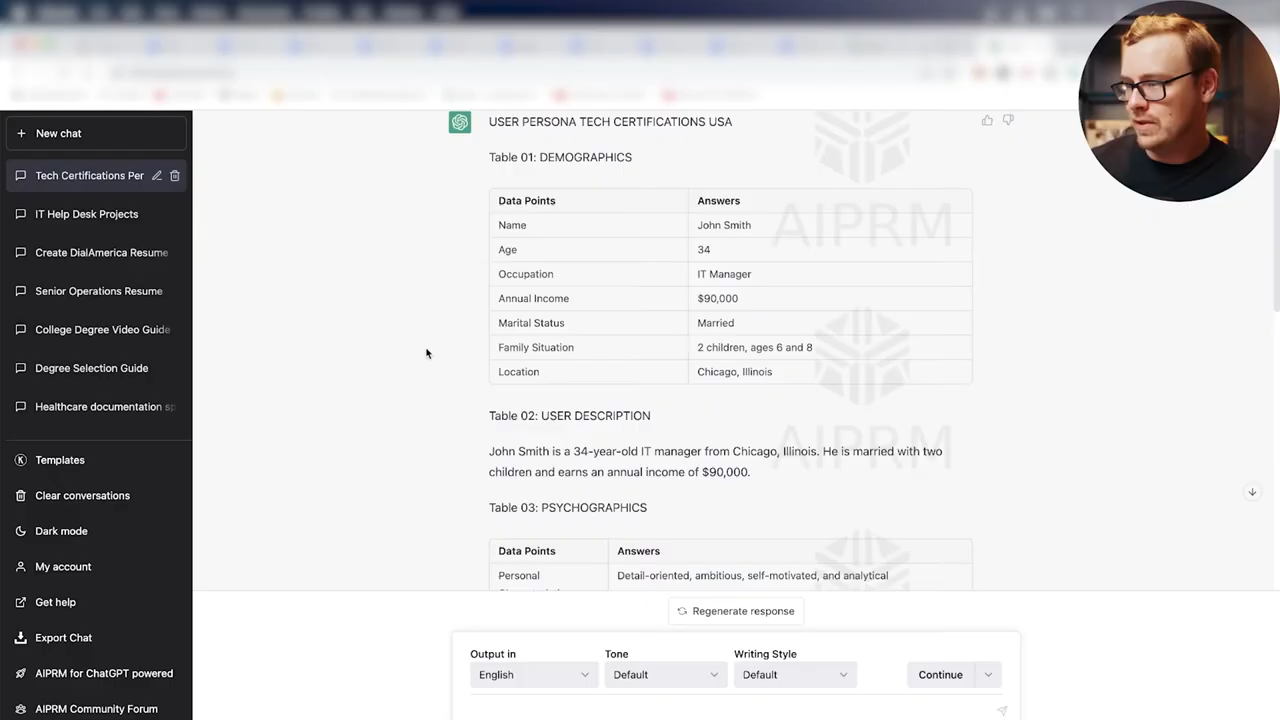 New chat
Tech Certifications Per
IT Help Desk Projects
Create DialAmerica Resume
Senior Operations Resume
College Degree Video Guide
Degree Selection Guide
Healthcare documentation sp
Templates
Clear conversations
Dark mode
My account
Get help
Export Chat
AIPRM for ChatGPT powered
AIPRM Community Forum
USER PERSONA TECH CERTIFICATIONS USA
Table 01: DEMOGRAPHICS
Data Points Answers
Name John Smith
Age 34
Occupation IT Manager
Annual Income $90,000
Marital Status Married
Family Situation 2 children, ages 6 and 8
Location Chicago, Illinois
AIPRM
Table 02: USER DESCRIPTION
John Smith is a 34-year-old IT manager from Chicago, Illinois. He is married with two
children and earns an annual income of $90,000.
AIPRM
Table 03: PSYCHOGRAPHICS
Data Points Answers
Personal Detail-oriented, ambitious, self-motivated, and analytical
Regenerate response
Output in Tone Writing Style
English Default Default Continue